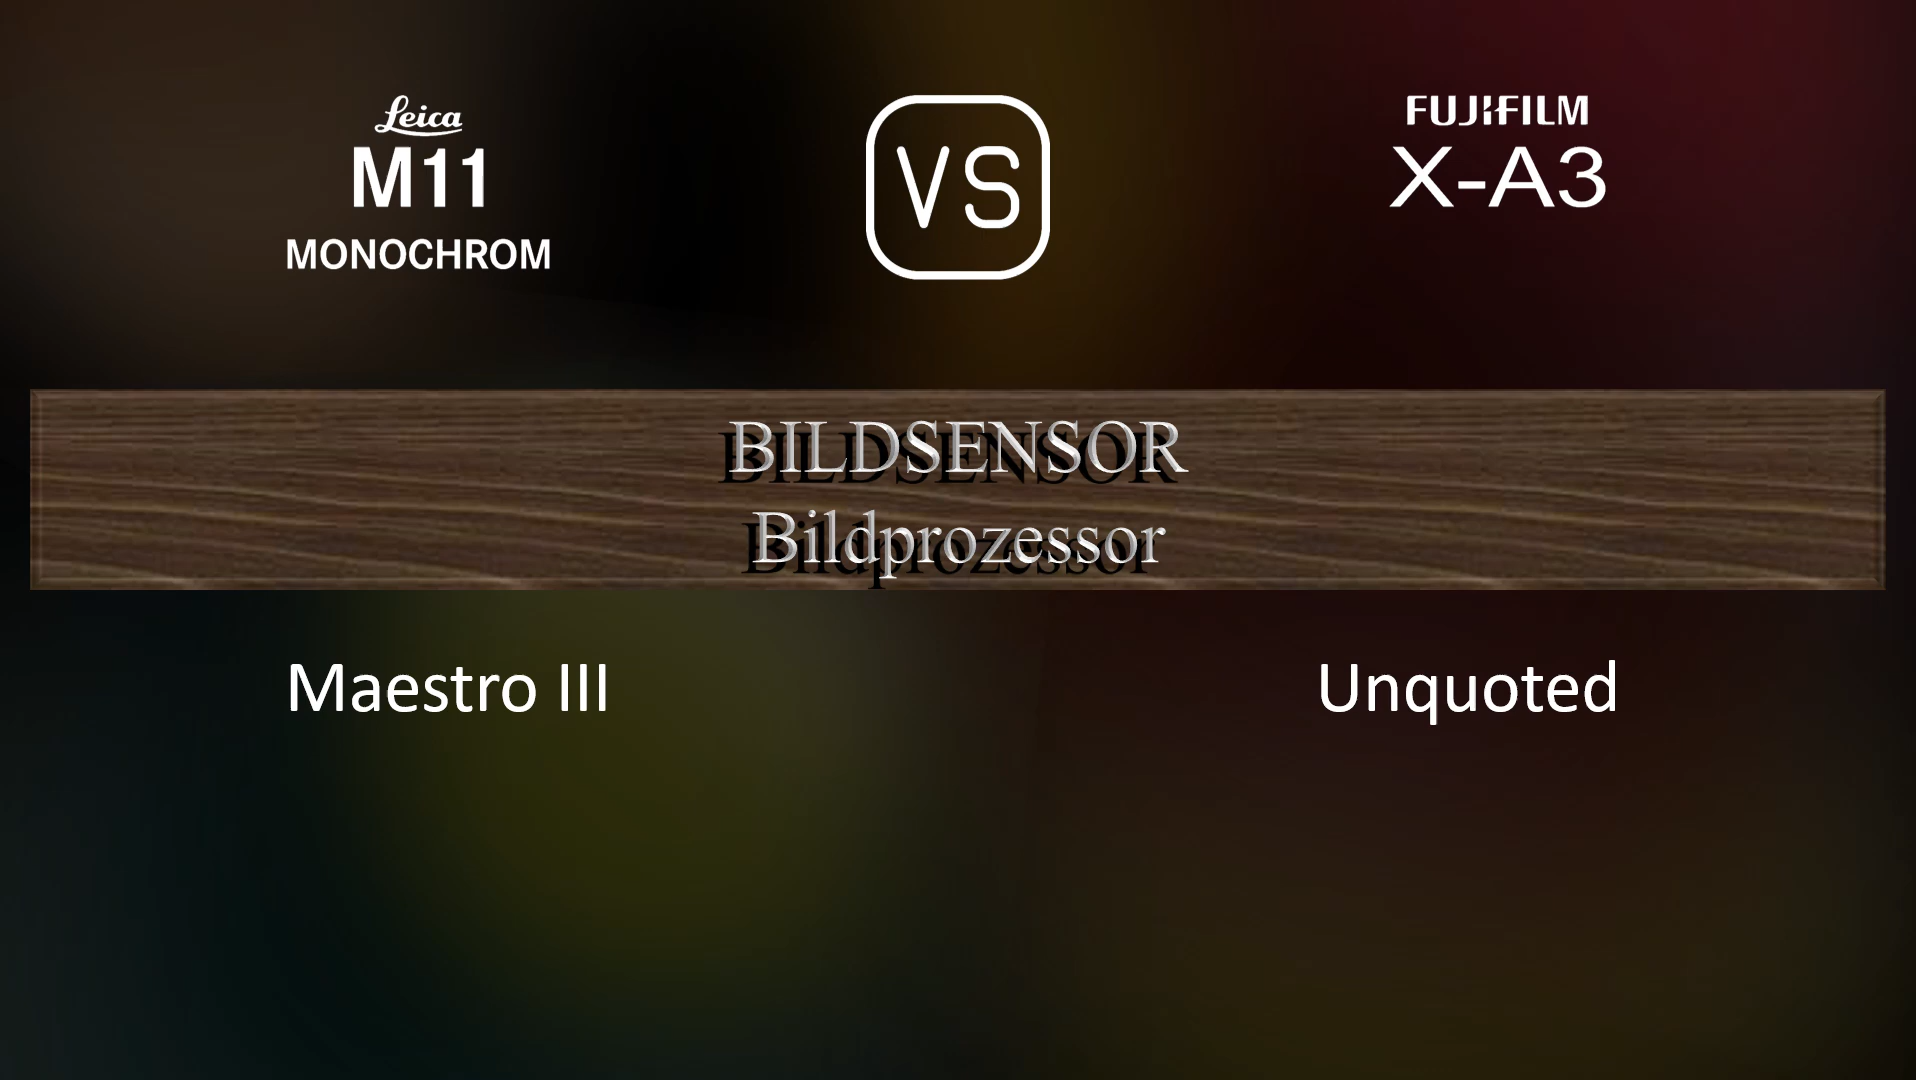 Leica
M11
MONOCHROM
VS
FUJIFILM
X-A3
BILDSENSOR
Bildprozessor
Maestro III
Unquoted